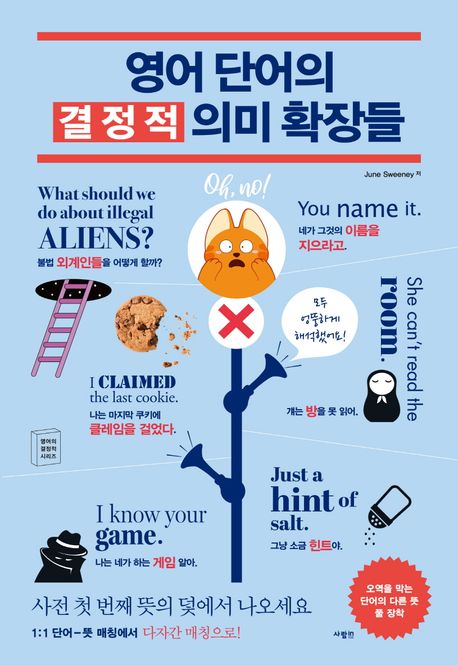 영어 단어의
결정적 의미 확장들
June Sweeney 저
Oh, no!
What should we
do about illegal
ALIENS?
불법 외계인들을 어떻게 할까?
You name it.
네가 그것의 이름을
지으라고.
모두
엉뚱하게
해석했어요!
She can't read the
room.
걔는 방을 못 읽어.
I CLAIMED
the last cookie.
나는 마지막 쿠키에
클레임을 걸었다.
영어의
결정적
시리즈
Just a
hint of
salt.
그냥 소금 힌트야.
I know your
game.
나는 네가 하는 게임 알아.
사전 첫 번째 뜻의 덫에서 나오세요
1:1 단어-뜻 매칭에서 다자간 매칭으로!
사람in
오역을 막는
단어의 다른 뜻
풀 장착